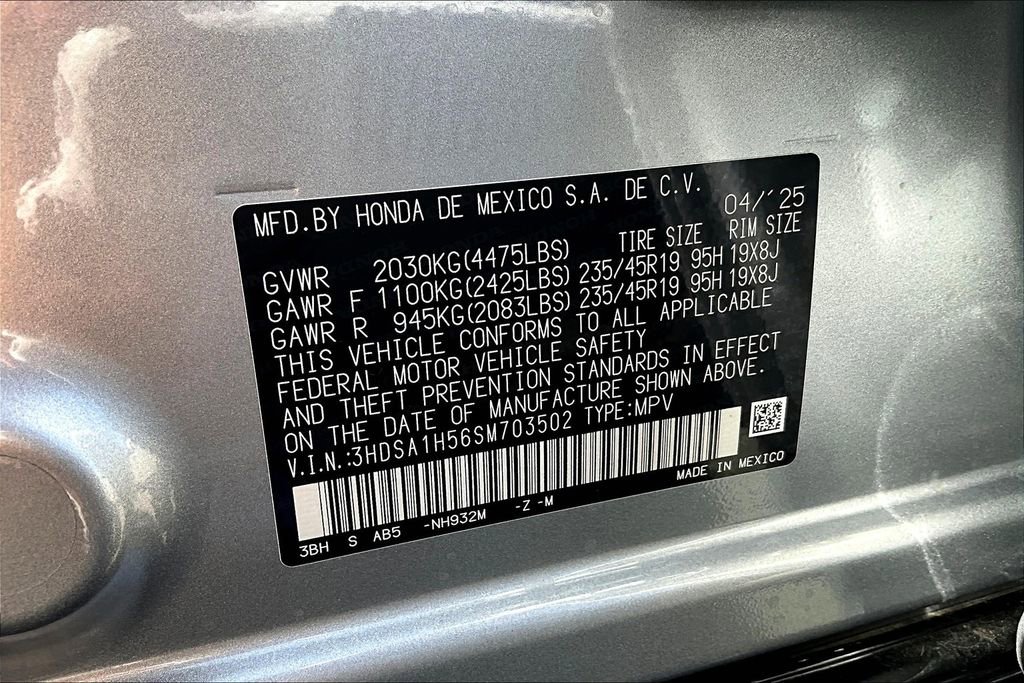 MFD.BY HONDA DE MEXICO S.A. DE C.V. 04/'25
TIRE SIZE RIM SIZE
GVWR 2030KG(4475LBS)
GAWR F 1100KG(2425LBS) 235/45R19 95H 19X8J
GAWR R 945KG(2083LBS) 235/45R19 95H 19X8J
THIS VEHICLE CONFORMS TO ALL APPLICABLE
FEDERAL MOTOR VEHICLE SAFETY
AND THEFT PREVENTION STANDARDS IN EFFECT
ON THE DATE OF MANUFACTURE SHOWN ABOVE.
V.I.N.:3HDSA1H56SM703502 TYPE:MPV
MADE IN MEXICO
3BH S AB5 -NH932M -Z -M